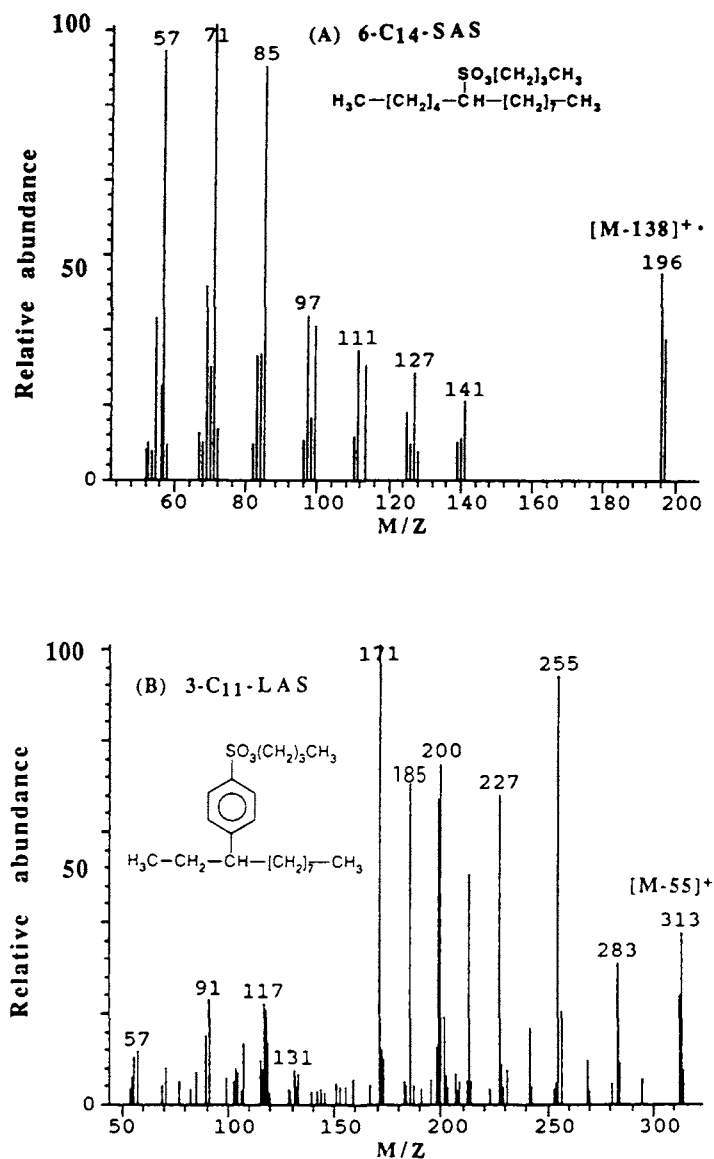 100
57
71
85
(A) 6-C14-SAS
SO3[CH2]3CH3
H3C—[CH2]4—CH—[CH2]7—CH3
Relative abundance
[M-138]+·
50
196
97
111
127
141
0
60 80 100 120 140 160 180 200
M/Z
100
171
255
(B) 3-C11-LAS
200
SO3(CH2)3CH3
185
227
H3C—CH2—CH—[CH2]7—CH3
Relative abundance
50
[M-55]+
313
283
91
117
57
131
0
50 100 150 200 250 300
M/Z